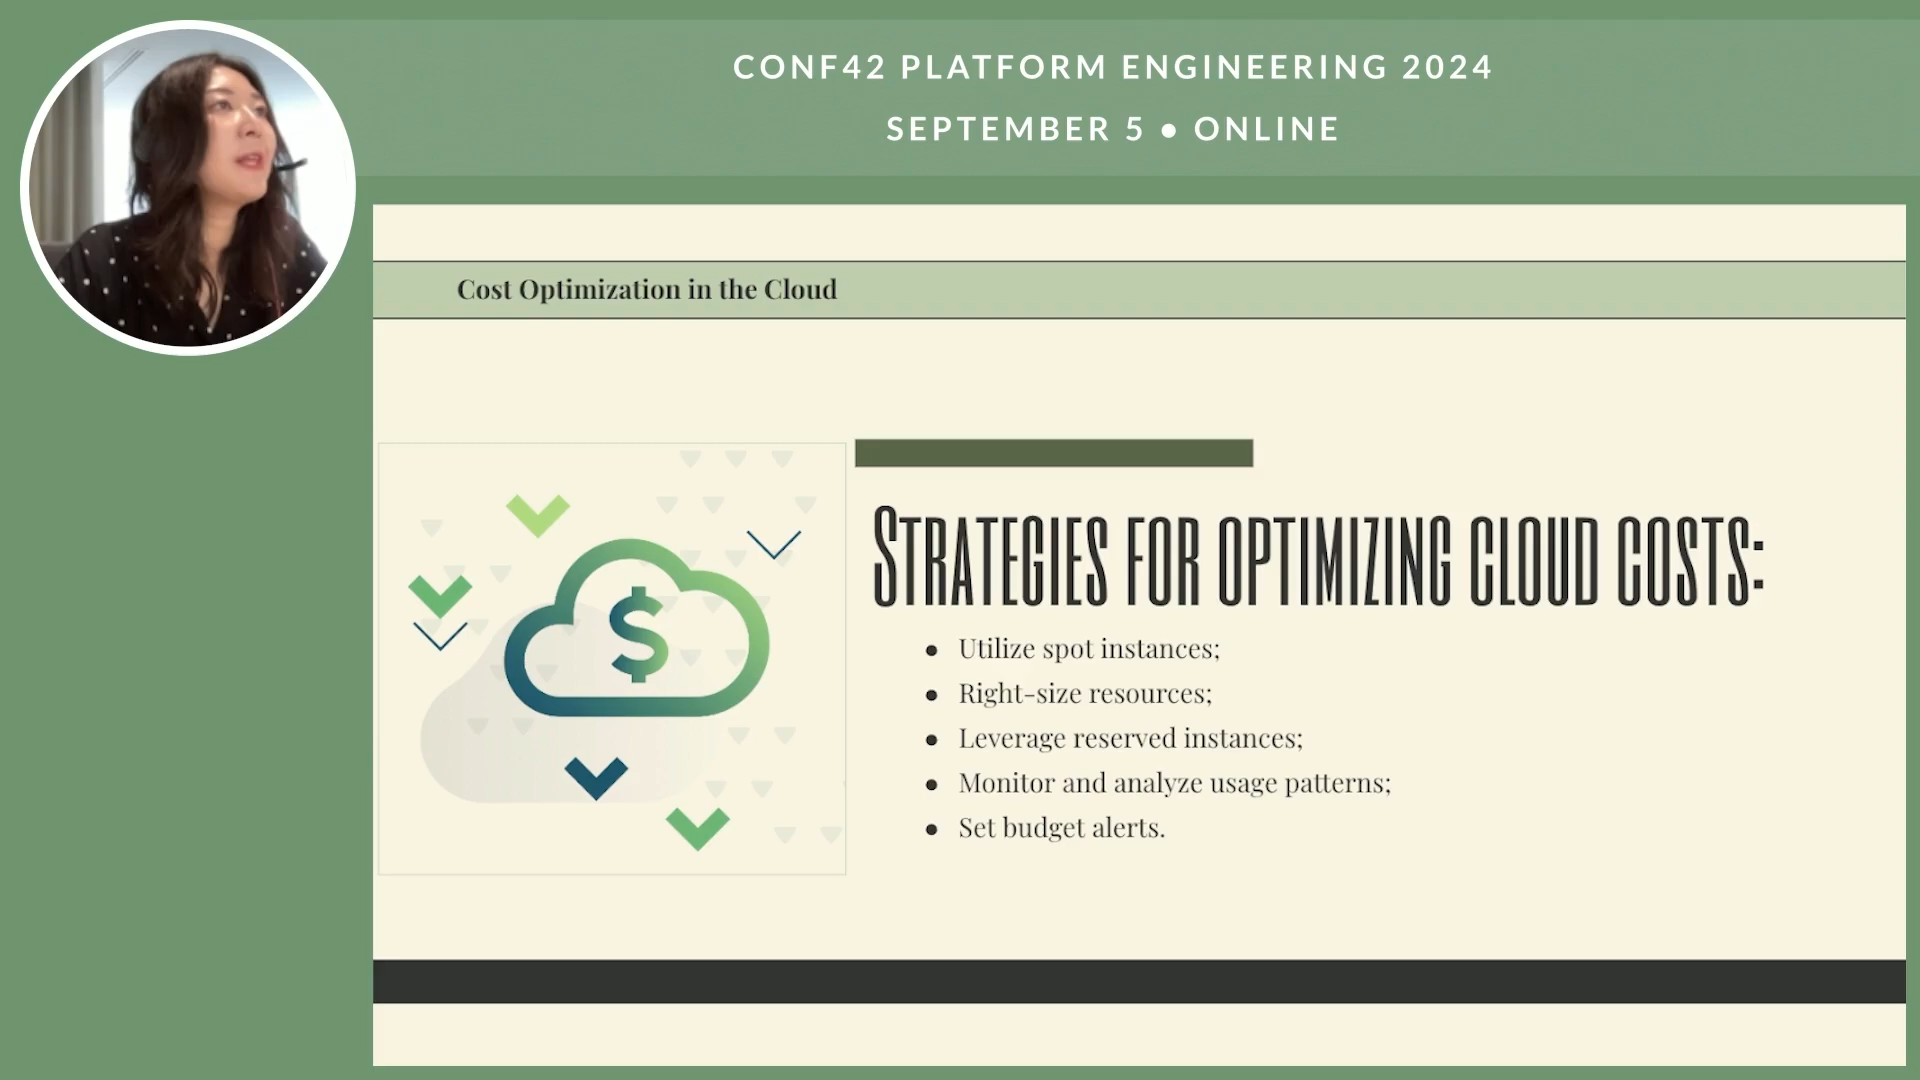 CONF42 PLATFORM ENGINEERING 2024
SEPTEMBER 5 • ONLINE
Cost Optimization in the Cloud
$
STRATEGIES FOR OPTIMIZING CLOUD COSTS:
• Utilize spot instances;
• Right-size resources;
• Leverage reserved instances;
• Monitor and analyze usage patterns;
• Set budget alerts.